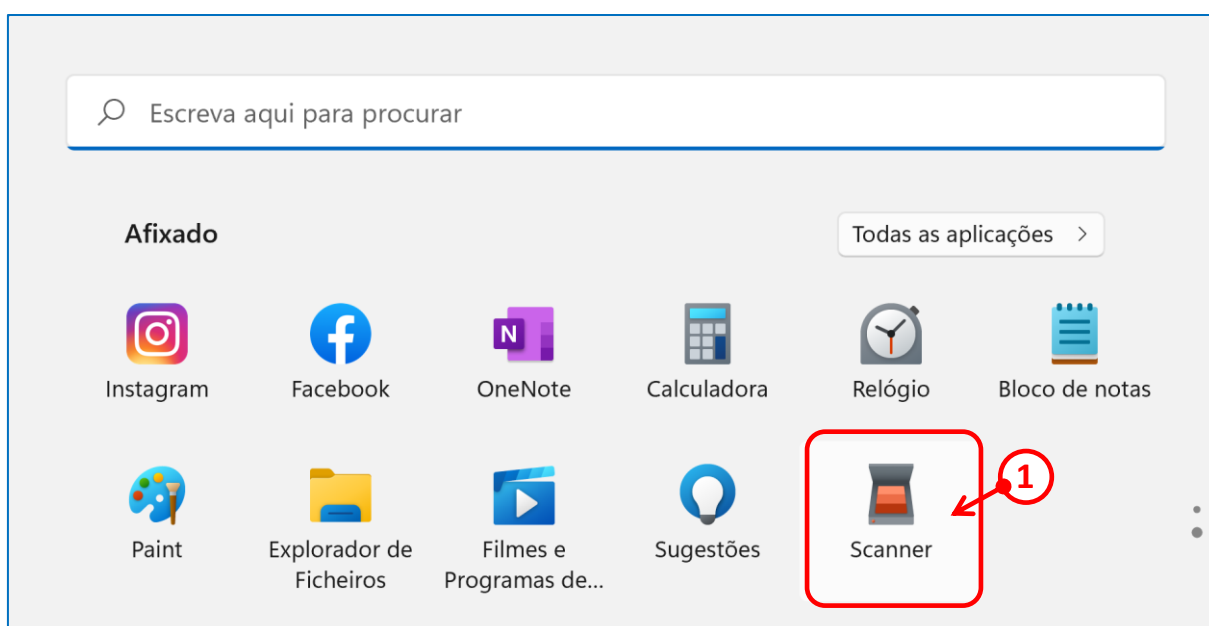 Escreva aqui para procurar
Afixado
Todas as aplicações
Instagram
Facebook
OneNote
Calculadora
Relógio
Bloco de notas
1
Paint
Explorador de
Ficheiros
Filmes e
Programas de...
Sugestões
Scanner